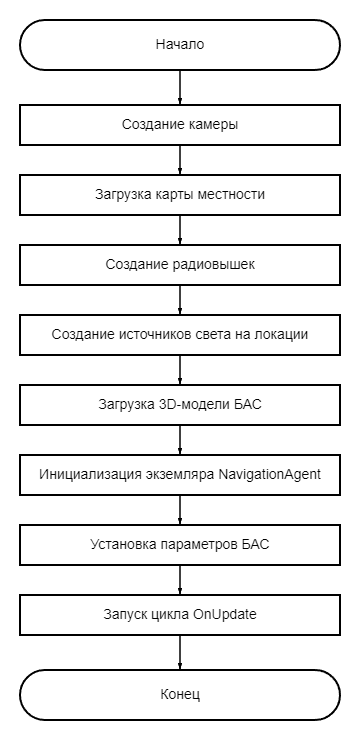 Начало
Создание камеры
Загрузка карты местности
Создание радиовышек
Создание источников света на локации
Загрузка 3D-модели БАС
Инициализация экземляра NavigationAgent
Установка параметров БАС
Запуск цикла OnUpdate
Конец